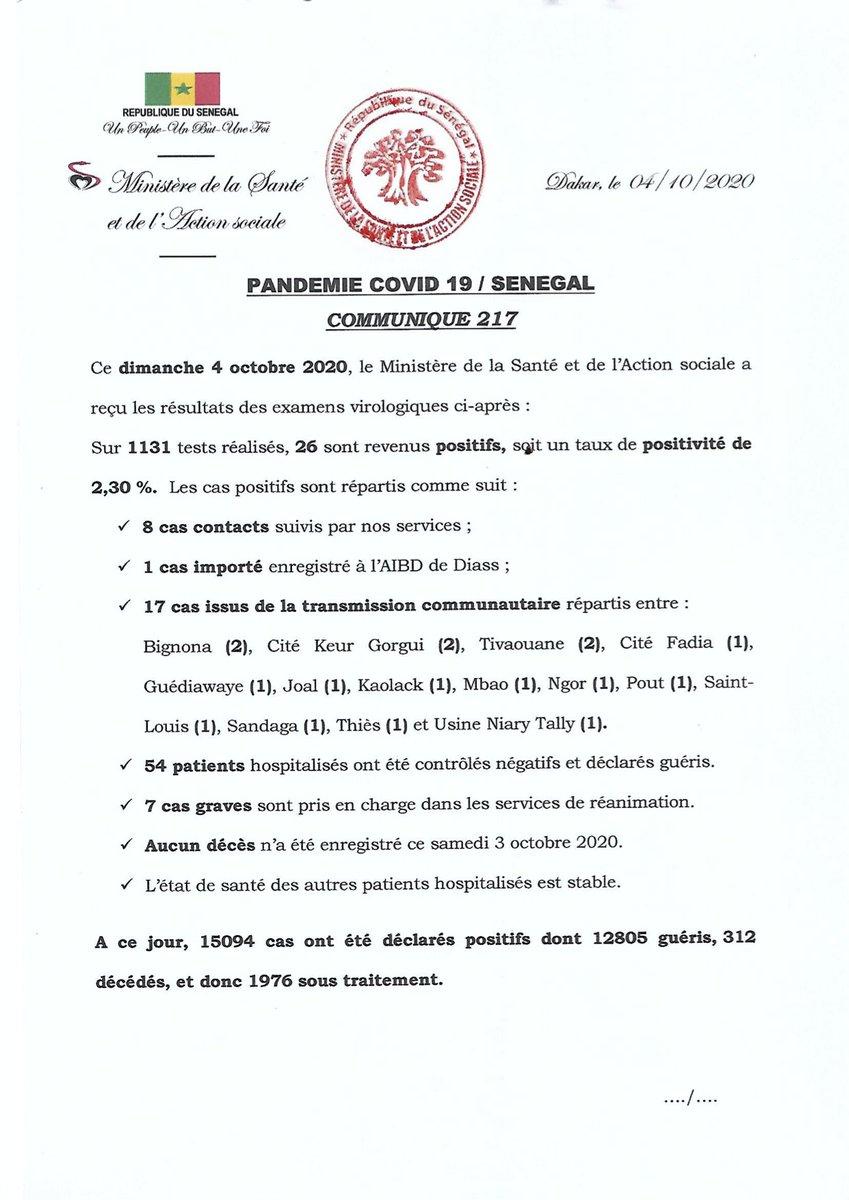 REPUBLIQUE DU SENEGAL
Un Peuple-Un But-Une Foi
Ministère de la Santé
et de l'Action sociale
★ République du Sénégal ★
MINISTÈRE DE LA SANTÉ ET DE L'ACTION SOCIALE
Dakar, le 04/10/2020
PANDEMIE COVID 19 / SENEGAL
COMMUNIQUE 217
Ce dimanche 4 octobre 2020, le Ministère de la Santé et de l'Action sociale a
reçu les résultats des examens virologiques ci-après :
Sur 1131 tests réalisés, 26 sont revenus positifs, soit un taux de positivité de
2,30 %. Les cas positifs sont répartis comme suit :
✓ 8 cas contacts suivis par nos services ;
✓ 1 cas importé enregistré à l'AIBD de Diass ;
✓ 17 cas issus de la transmission communautaire répartis entre :
Bignona (2), Cité Keur Gorgui (2), Tivaouane (2), Cité Fadia (1),
Guédiawaye (1), Joal (1), Kaolack (1), Mbao (1), Ngor (1), Pout (1), Saint-
Louis (1), Sandaga (1), Thiès (1) et Usine Niary Tally (1).
✓ 54 patients hospitalisés ont été contrôlés négatifs et déclarés guéris.
✓ 7 cas graves sont pris en charge dans les services de réanimation.
✓ Aucun décès n'a été enregistré ce samedi 3 octobre 2020.
✓ L'état de santé des autres patients hospitalisés est stable.
A ce jour, 15094 cas ont été déclarés positifs dont 12805 guéris, 312
décédés, et donc 1976 sous traitement.
..../....